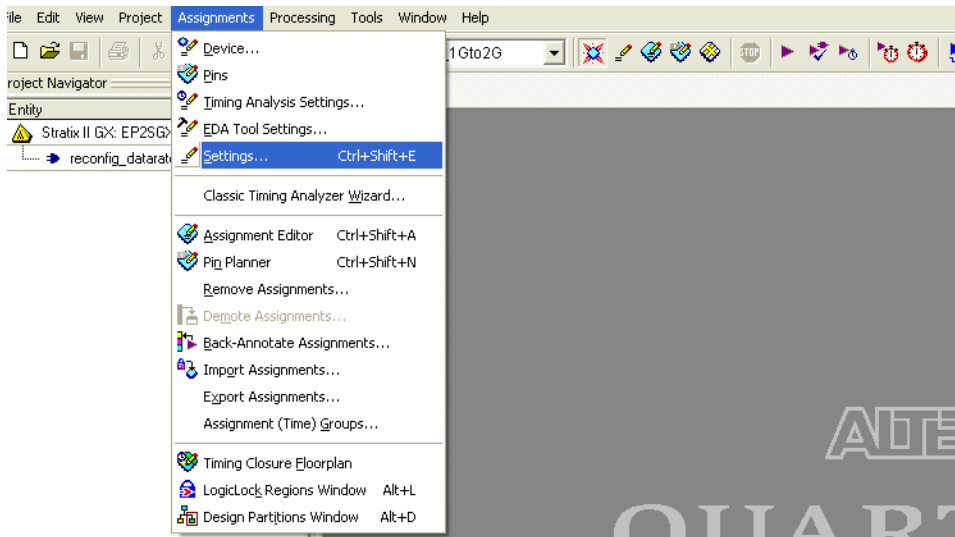 ile Edit View Project Assignments Processing Tools Window Help
1Gto2G
STOP
roject Navigator
Entity
Stratix II GX: EP2SGX
reconfig_datarat
Device...
Pins
Timing Analysis Settings...
EDA Tool Settings...
Settings... Ctrl+Shift+E
Classic Timing Analyzer Wizard...
Assignment Editor Ctrl+Shift+A
Pin Planner Ctrl+Shift+N
Remove Assignments...
Demote Assignments...
Back-Annotate Assignments...
Import Assignments...
Export Assignments...
Assignment (Time) Groups...
Timing Closure Floorplan
LogicLock Regions Window Alt+L
Design Partitions Window Alt+D
ALTE
QUART